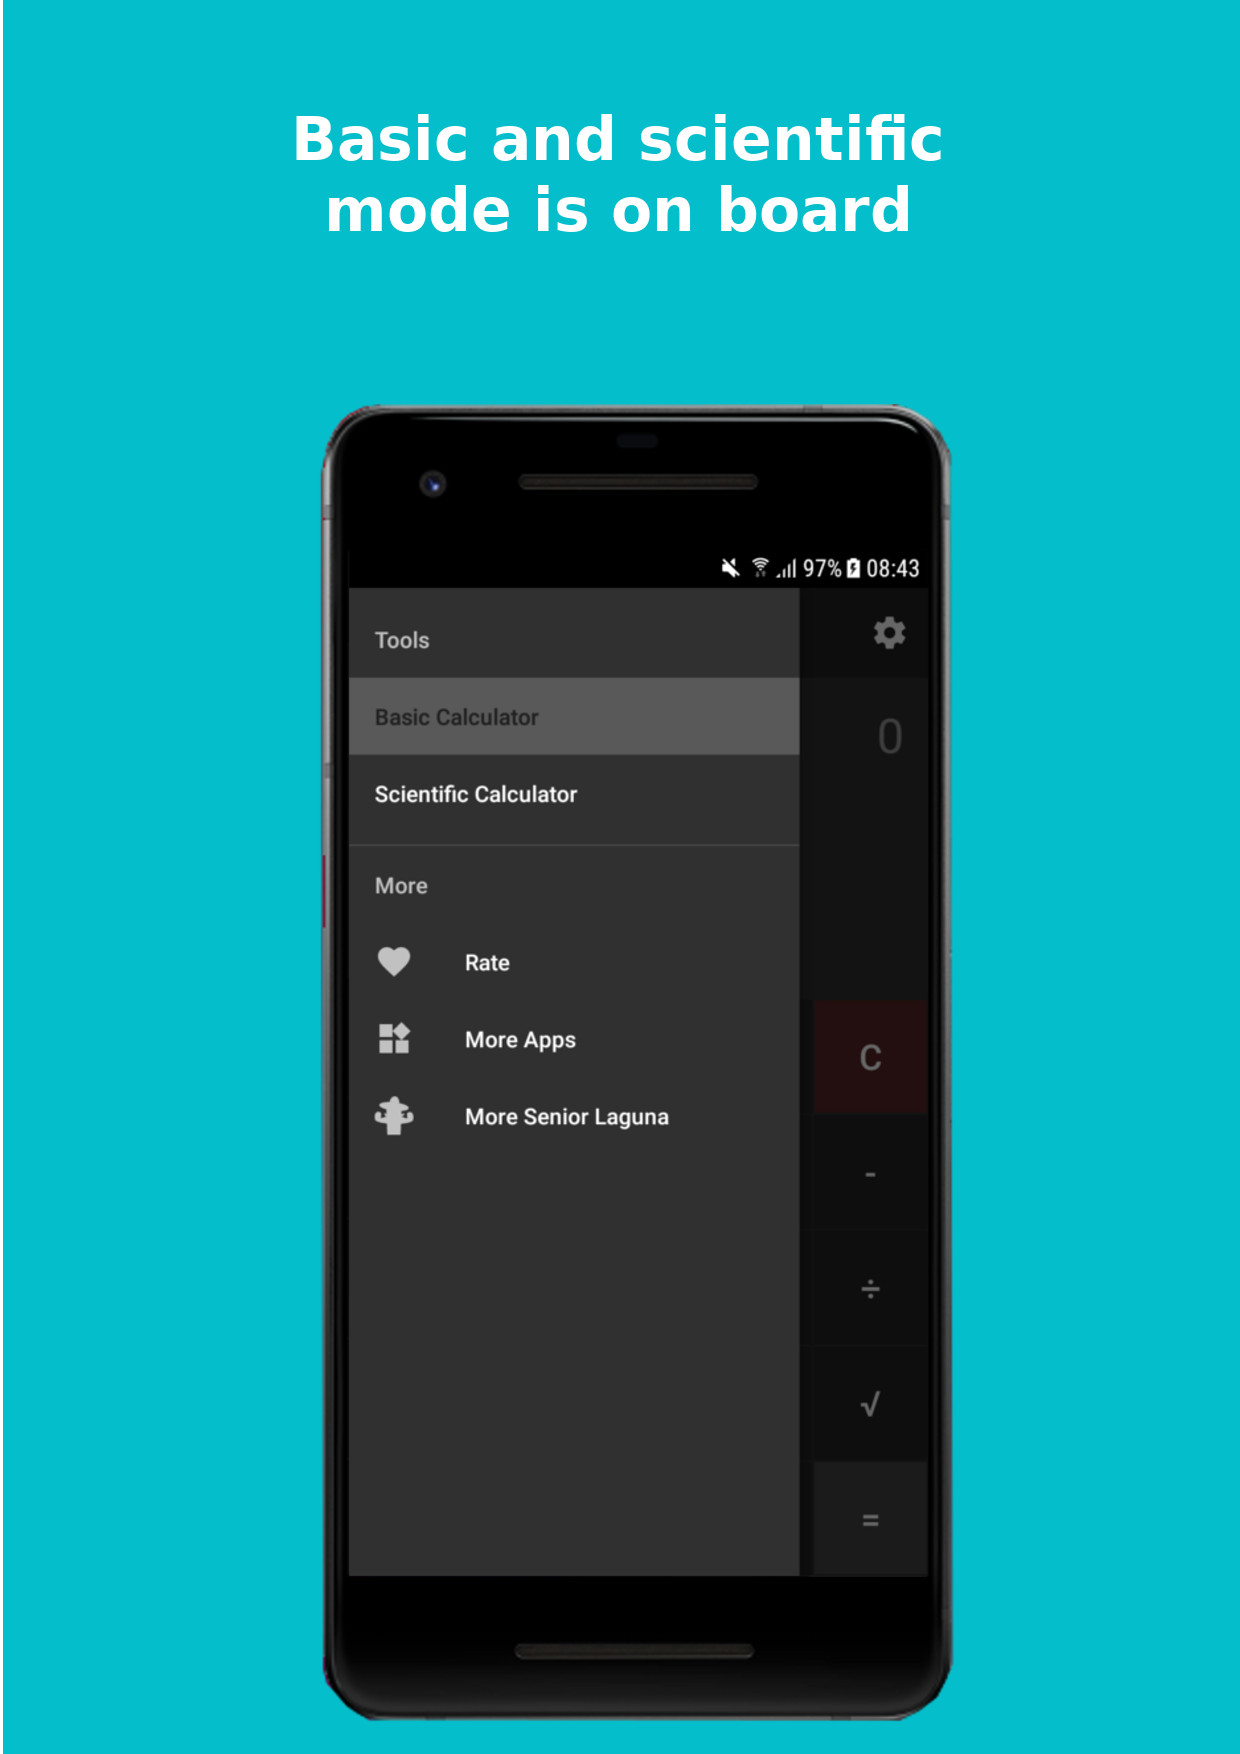 Basic and scientific
mode is on board
97% 08:43
Tools
Basic Calculator
0
Scientific Calculator
More
Rate
More Apps
C
More Senior Laguna
-
÷
√
=